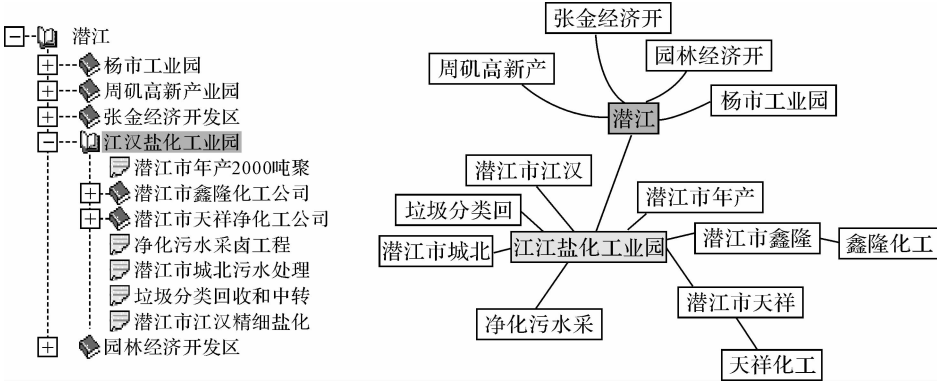 潜江
杨市工业园
周矶高新产业园
张金经济开发区
江汉盐化工业园
潜江市年产2000吨聚
潜江市鑫隆化工公司
潜江市天祥净化工公司
净化污水采卤工程
潜江市城北污水处理
垃圾分类回收和中转
潜江市江汉精细盐化
园林经济开发区
张金经济开
园林经济开
周矶高新产
杨市工业园
潜江
潜江市江汉
潜江市年产
垃圾分类回
潜江市鑫隆
鑫隆化工
潜江市城北
江江盐化工业园
潜江市天祥
净化污水采
天祥化工